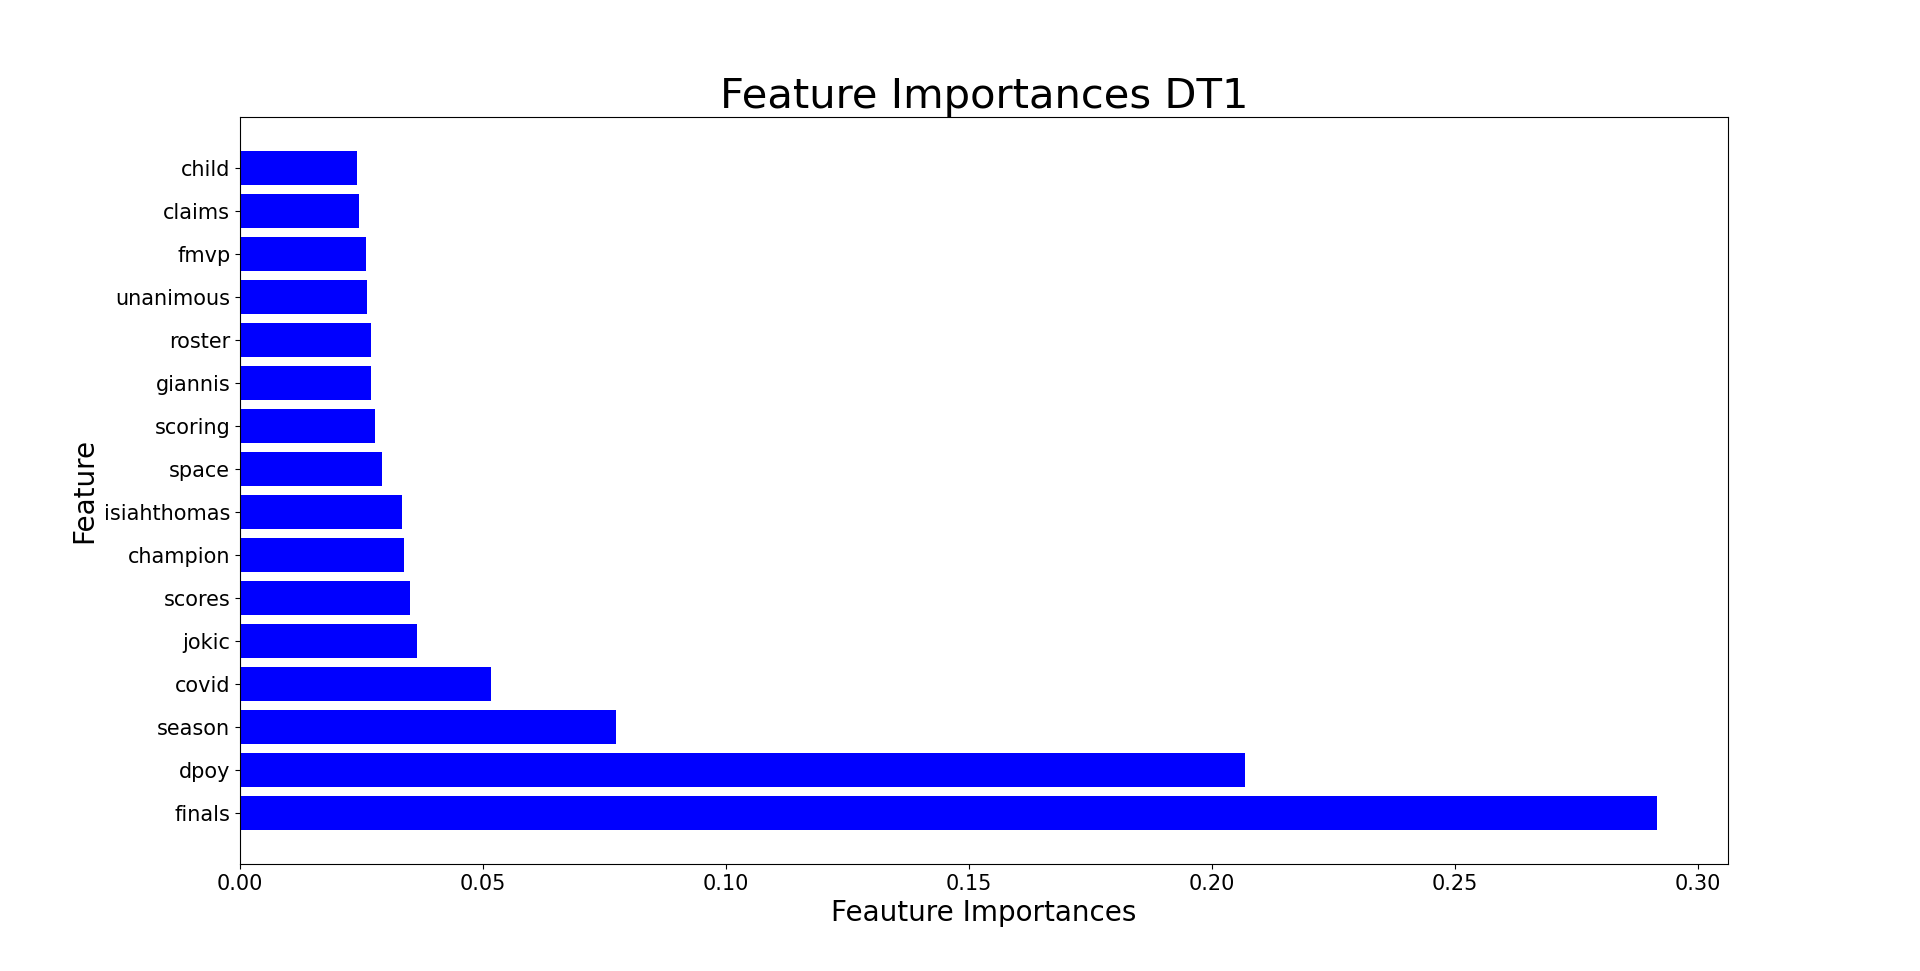 Feature Importances DT1
child
claims
fmvp
unanimous
roster
giannis
scoring
space
isiahthomas
champion
scores
jokic
covid
season
dpoy
finals
Feature
0.00 0.05 0.10 0.15 0.20 0.25 0.30
Feauture Importances